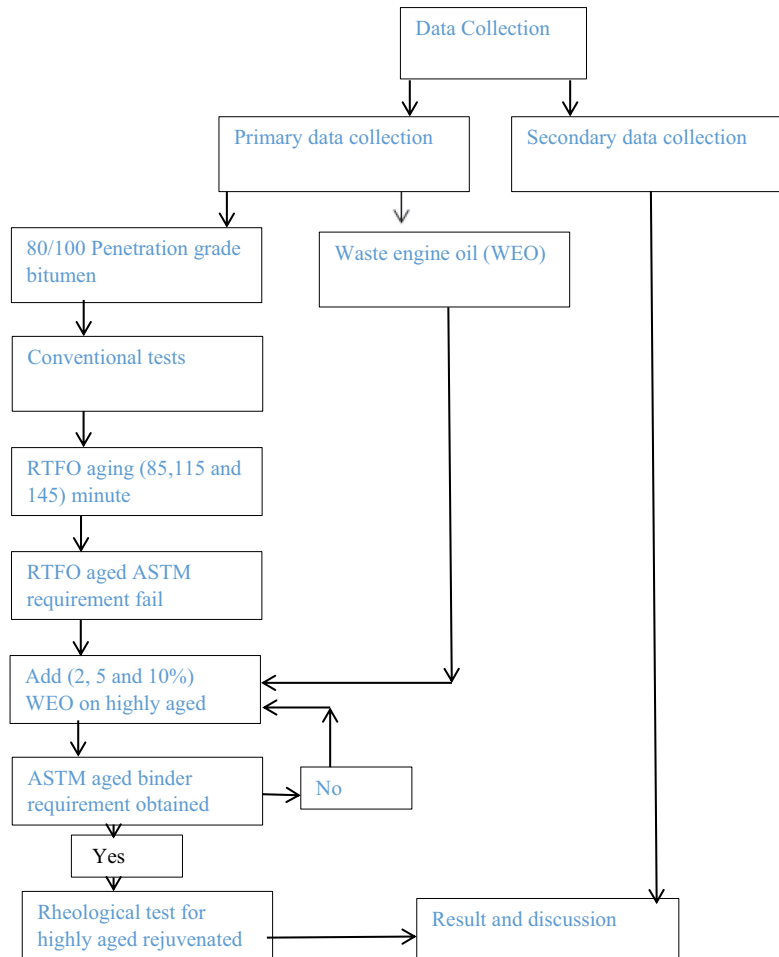 Data Collection
Primary data collection
Secondary data collection
80/100 Penetration grade
bitumen
Waste engine oil (WEO)
Conventional tests
RTFO aging (85,115 and
145) minute
RTFO aged ASTM
requirement fail
Add (2, 5 and 10%)
WEO on highly aged
ASTM aged binder
requirement obtained
No
Yes
Rheological test for
highly aged rejuvenated
Result and discussion